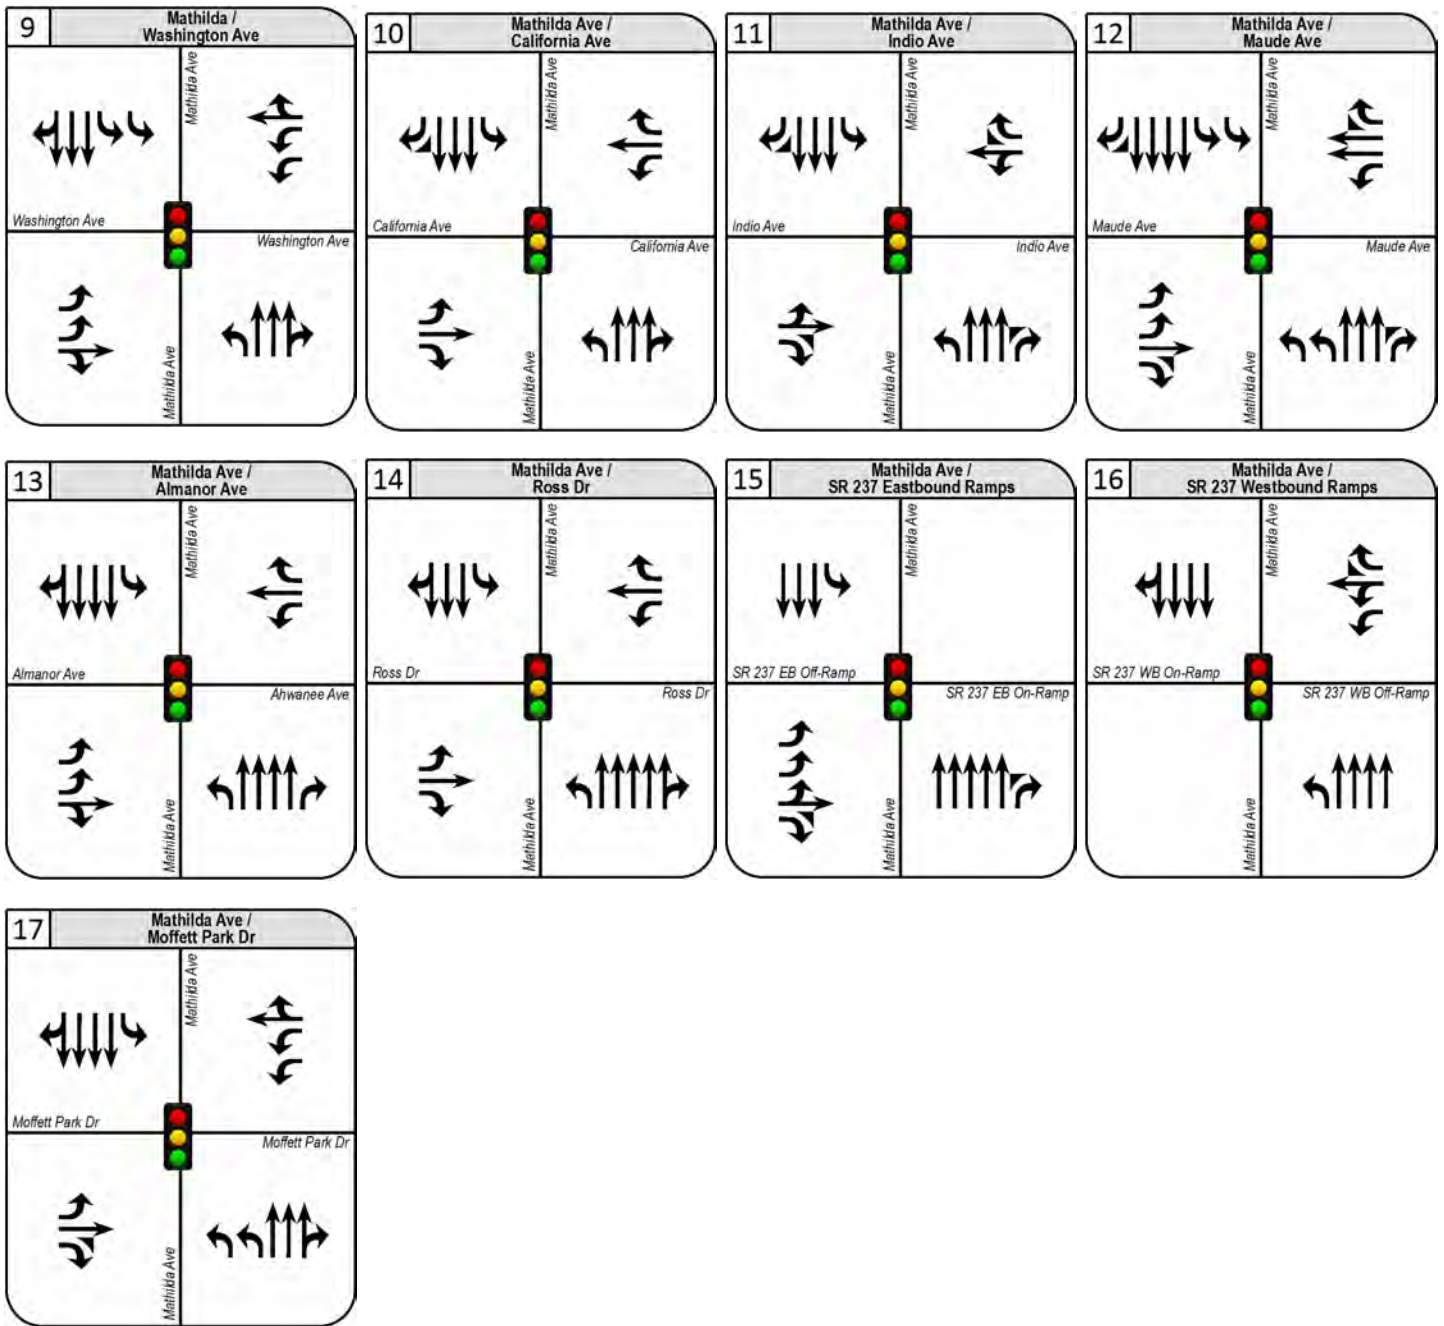 9
Mathilda /
Washington Ave
Mathilda Ave
Washington Ave
Washington Ave
Mathilda Ave
10
Mathilda Ave /
California Ave
Mathilda Ave
California Ave
California Ave
Mathilda Ave
11
Mathilda Ave /
Indio Ave
Mathilda Ave
Indio Ave
Indio Ave
Mathilda Ave
12
Mathilda Ave /
Maude Ave
Mathilda Ave
Maude Ave
Maude Ave
Mathilda Ave
13
Mathilda Ave /
Almanor Ave
Mathilda Ave
Almanor Ave
Ahwanee Ave
Mathilda Ave
14
Mathilda Ave /
Ross Dr
Mathilda Ave
Ross Dr
Ross Dr
Mathilda Ave
15
Mathilda Ave /
SR 237 Eastbound Ramps
Mathilda Ave
SR 237 EB Off-Ramp
SR 237 EB On-Ramp
Mathilda Ave
16
Mathilda Ave /
SR 237 Westbound Ramps
Mathilda Ave
SR 237 WB On-Ramp
SR 237 WB Off-Ramp
Mathilda Ave
17
Mathilda Ave /
Moffett Park Dr
Mathilda Ave
Moffett Park Dr
Moffett Park Dr
Mathilda Ave